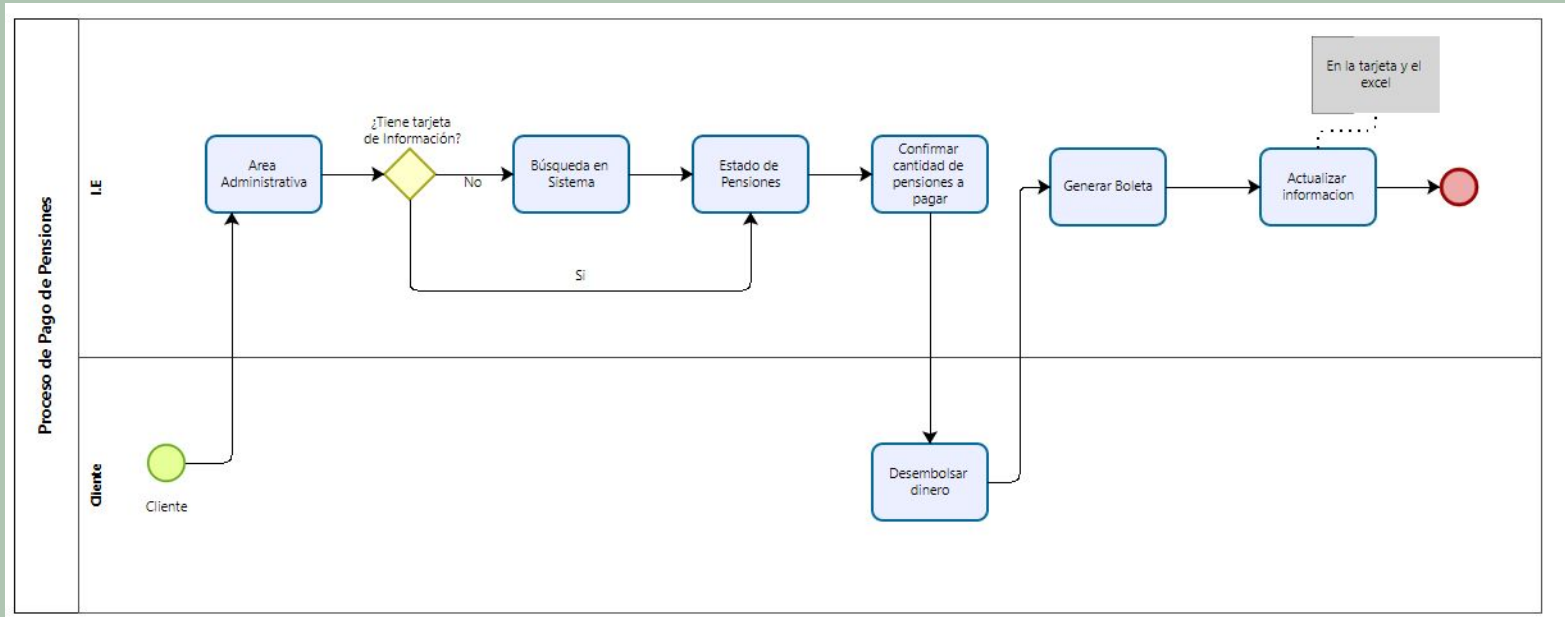 Proceso de Pago de Pensiones
I.E
Area
Administrativa
¿Tiene tarjeta
de Información?
No
Si
Búsqueda en
Sistema
Estado de
Pensiones
Confirmar
cantidad de
pensiones a
pagar
Generar Boleta
Actualizar
informacion
En la tarjeta y el
excel
Cliente
Cliente
Desembolsar
dinero